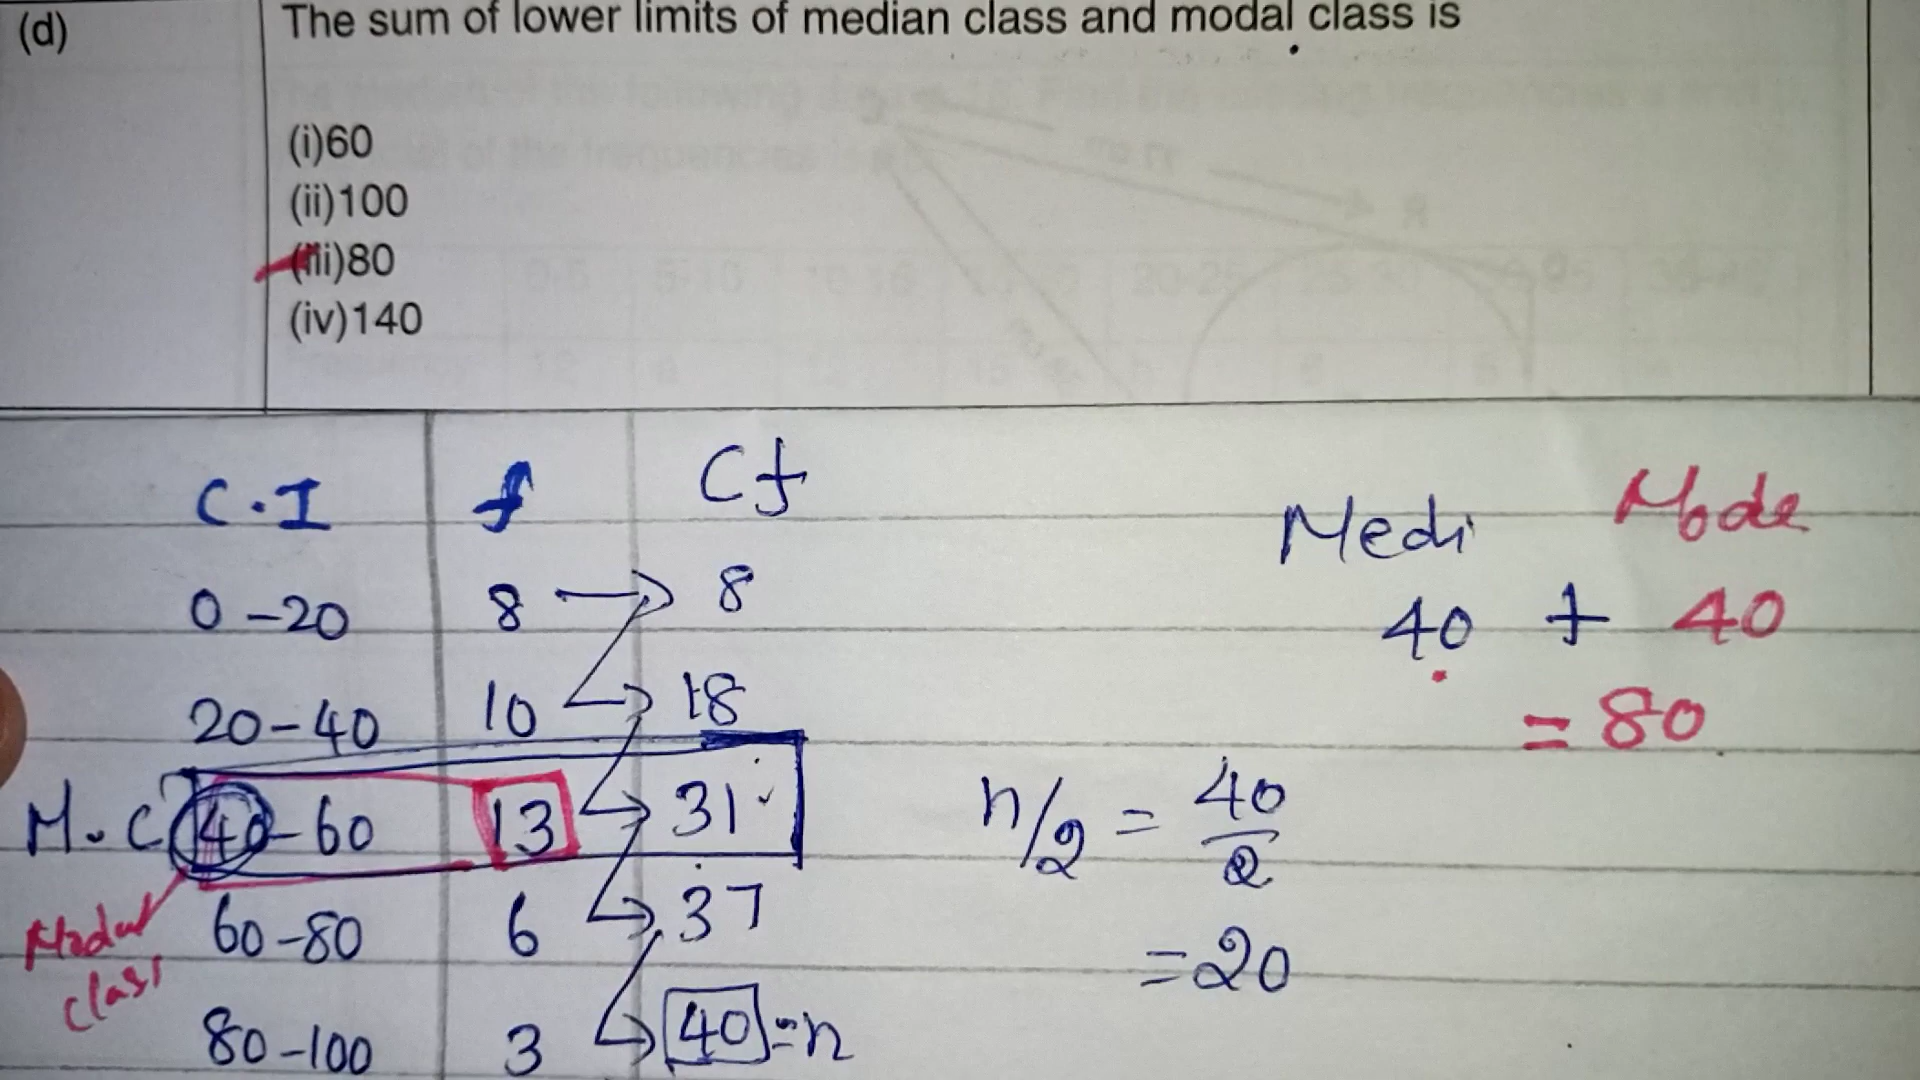 (d) The sum of lower limits of median class and modal class is
(i)60
(ii)100
(iii)80
(iv)140
C.I f Cf
0-20 8 8
20-40 10 18
M.C 40-60 13 31
Modal class
60-80 6 37
80-100 3 40 = n
Medi Mode
40 + 40
= 80
n/2 = 40/2
= 20